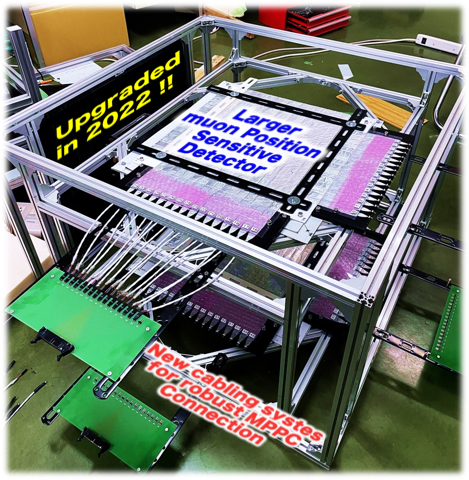 Upgraded
in 2022 !!
Larger
muon Position
Sensitive
Detector
New cabling systes
for robust MPPC
Connection